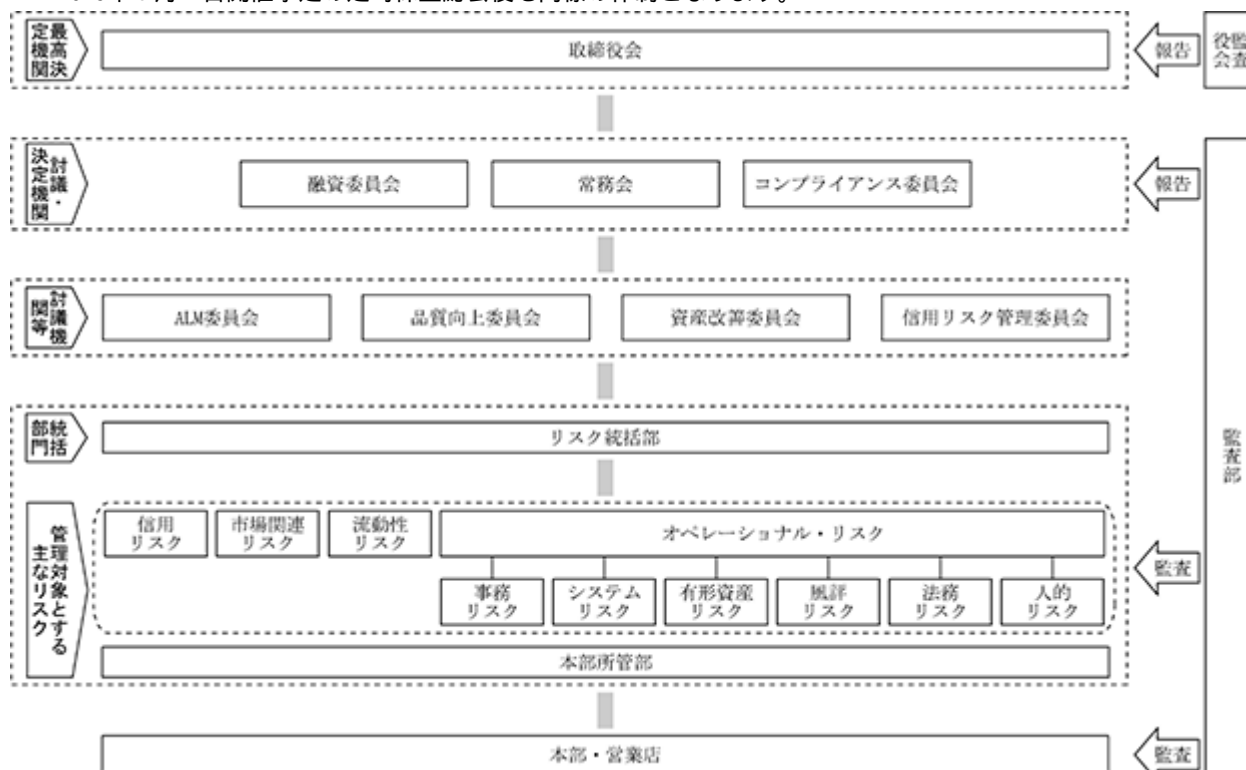 最高決
定機関
取締役会
報告
監査
役会
討議・
決定機関
融資委員会
常務会
コンプライアンス委員会
報告
討議機
関等
ALM委員会
品質向上委員会
資産改善委員会
信用リスク管理委員会
統括
部門
リスク統括部
監査部
管理対象とする
主なリスク
信用
リスク
市場関連
リスク
流動性
リスク
オペレーショナル・リスク
事務
リスク
システム
リスク
有形資産
リスク
風評
リスク
法務
リスク
人的
リスク
監査
本部所管部
本部・営業店
監査